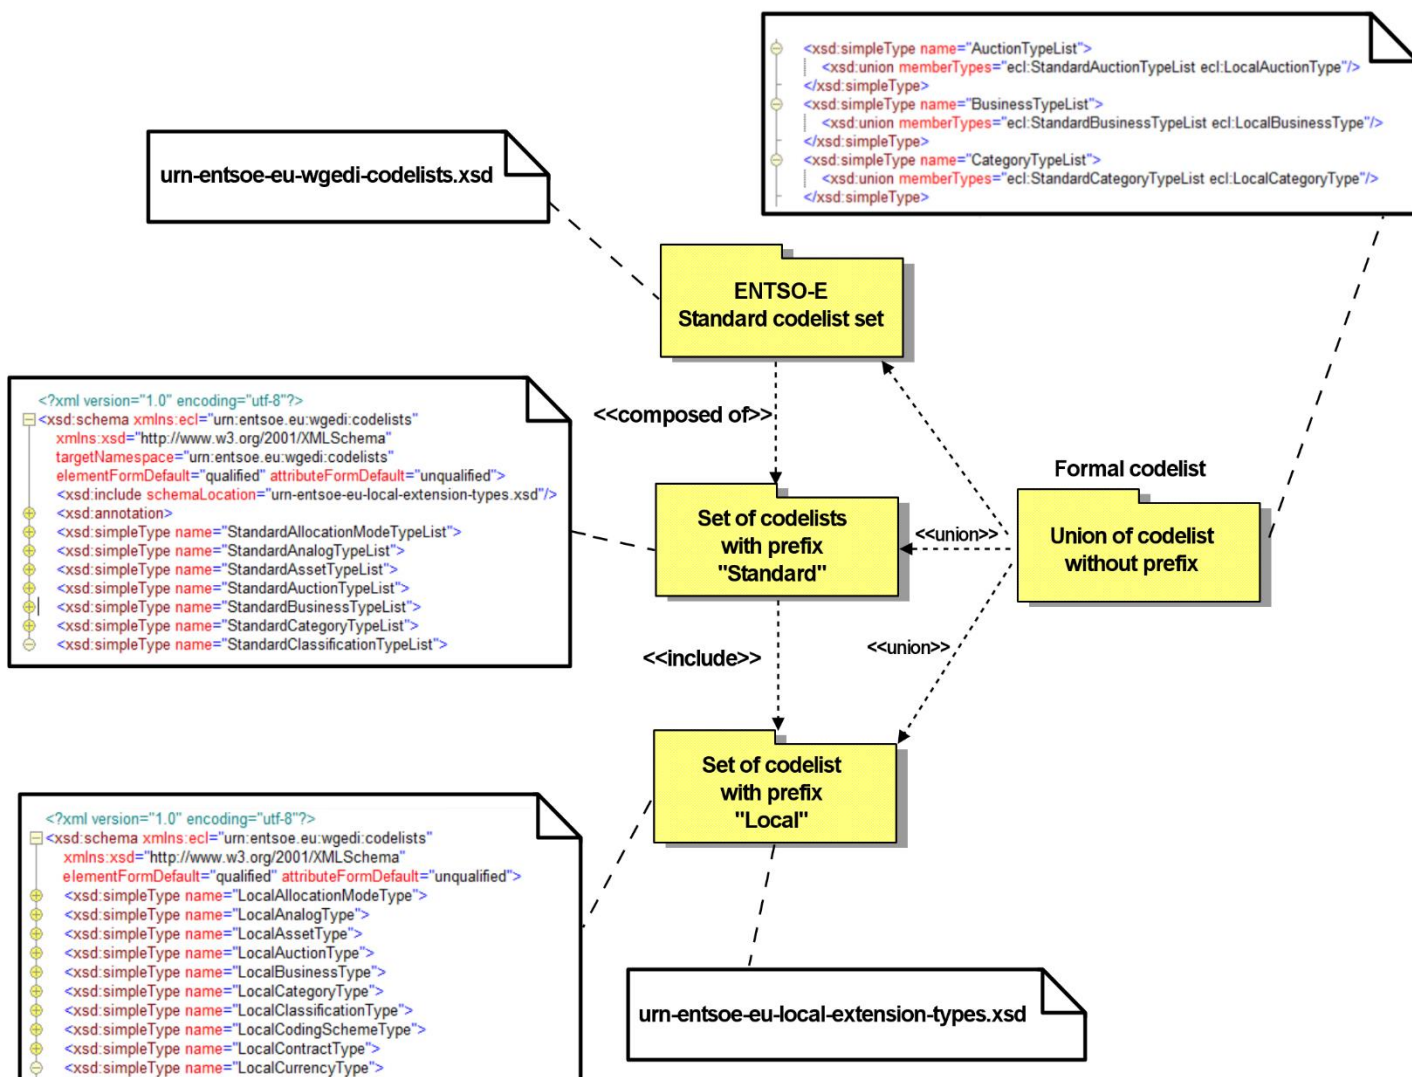 <xsd:simpleType name="AuctionTypeList">
<xsd:union memberTypes="ecl:StandardAuctionTypeList ecl:LocalAuctionType"/>
</xsd:simpleType>
<xsd:simpleType name="BusinessTypeList">
<xsd:union memberTypes="ecl:StandardBusinessTypeList ecl:LocalBusinessType"/>
</xsd:simpleType>
<xsd:simpleType name="CategoryTypeList">
<xsd:union memberTypes="ecl:StandardCategoryTypeList ecl:LocalCategoryType"/>
</xsd:simpleType>
urn-entsoe-eu-wgedi-codelists.xsd
ENTSO-E
Standard codelist set
<?xml version="1.0" encoding="utf-8"?>
<xsd:schema xmlns:ecl="urn:entsoe.eu:wgedi:codelists"
xmlns:xsd="http://www.w3.org/2001/XMLSchema"
targetNamespace="urn:entsoe.eu:wgedi:codelists"
elementFormDefault="qualified" attributeFormDefault="unqualified">
<xsd:include schemaLocation="urn-entsoe-eu-local-extension-types.xsd"/>
<xsd:annotation>
<xsd:simpleType name="StandardAllocationModeTypeList">
<xsd:simpleType name="StandardAnalogTypeList">
<xsd:simpleType name="StandardAssetTypeList">
<xsd:simpleType name="StandardAuctionTypeList">
<xsd:simpleType name="StandardBusinessTypeList">
<xsd:simpleType name="StandardCategoryTypeList">
<xsd:simpleType name="StandardClassificationTypeList">
<<composed of>>
Formal codelist
Set of codelists
with prefix
"Standard"
<<union>>
Union of codelist
without prefix
<<include>>
<<union>>
Set of codelist
with prefix
"Local"
<?xml version="1.0" encoding="utf-8"?>
<xsd:schema xmlns:ecl="urn:entsoe.eu:wgedi:codelists"
xmlns:xsd="http://www.w3.org/2001/XMLSchema"
elementFormDefault="qualified" attributeFormDefault="unqualified">
<xsd:simpleType name="LocalAllocationModeType">
<xsd:simpleType name="LocalAnalogType">
<xsd:simpleType name="LocalAssetType">
<xsd:simpleType name="LocalAuctionType">
<xsd:simpleType name="LocalBusinessType">
<xsd:simpleType name="LocalCategoryType">
<xsd:simpleType name="LocalClassificationType">
<xsd:simpleType name="LocalCodingSchemeType">
<xsd:simpleType name="LocalContractType">
<xsd:simpleType name="LocalCurrencyType">
urn-entsoe-eu-local-extension-types.xsd